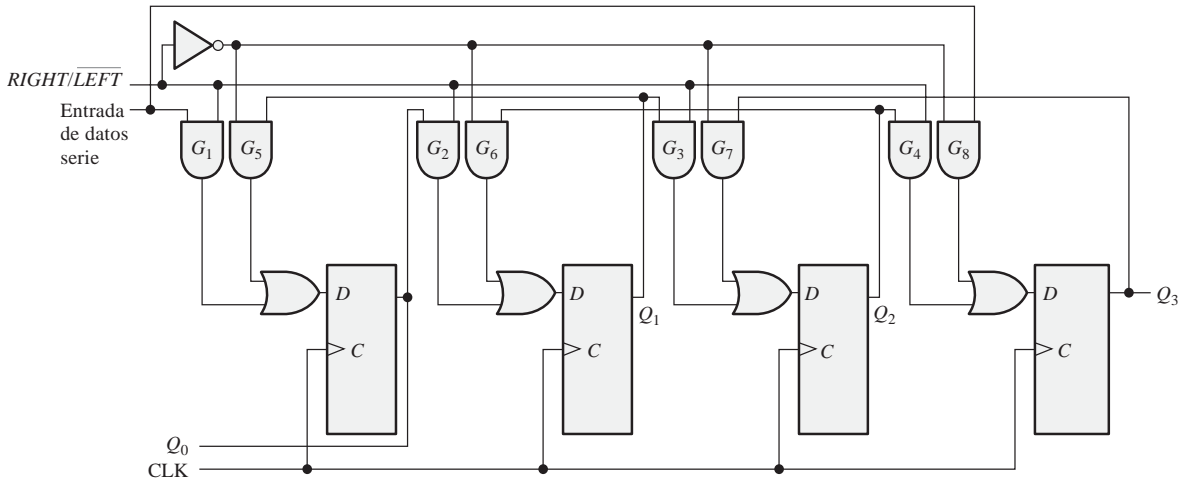 RIGHT/LEFT
Entrada
de datos
serie
G1 G5 G2 G6 G3 G7 G4 G8
D D D D
Q1 Q2 Q3
C C C C
Q0
CLK